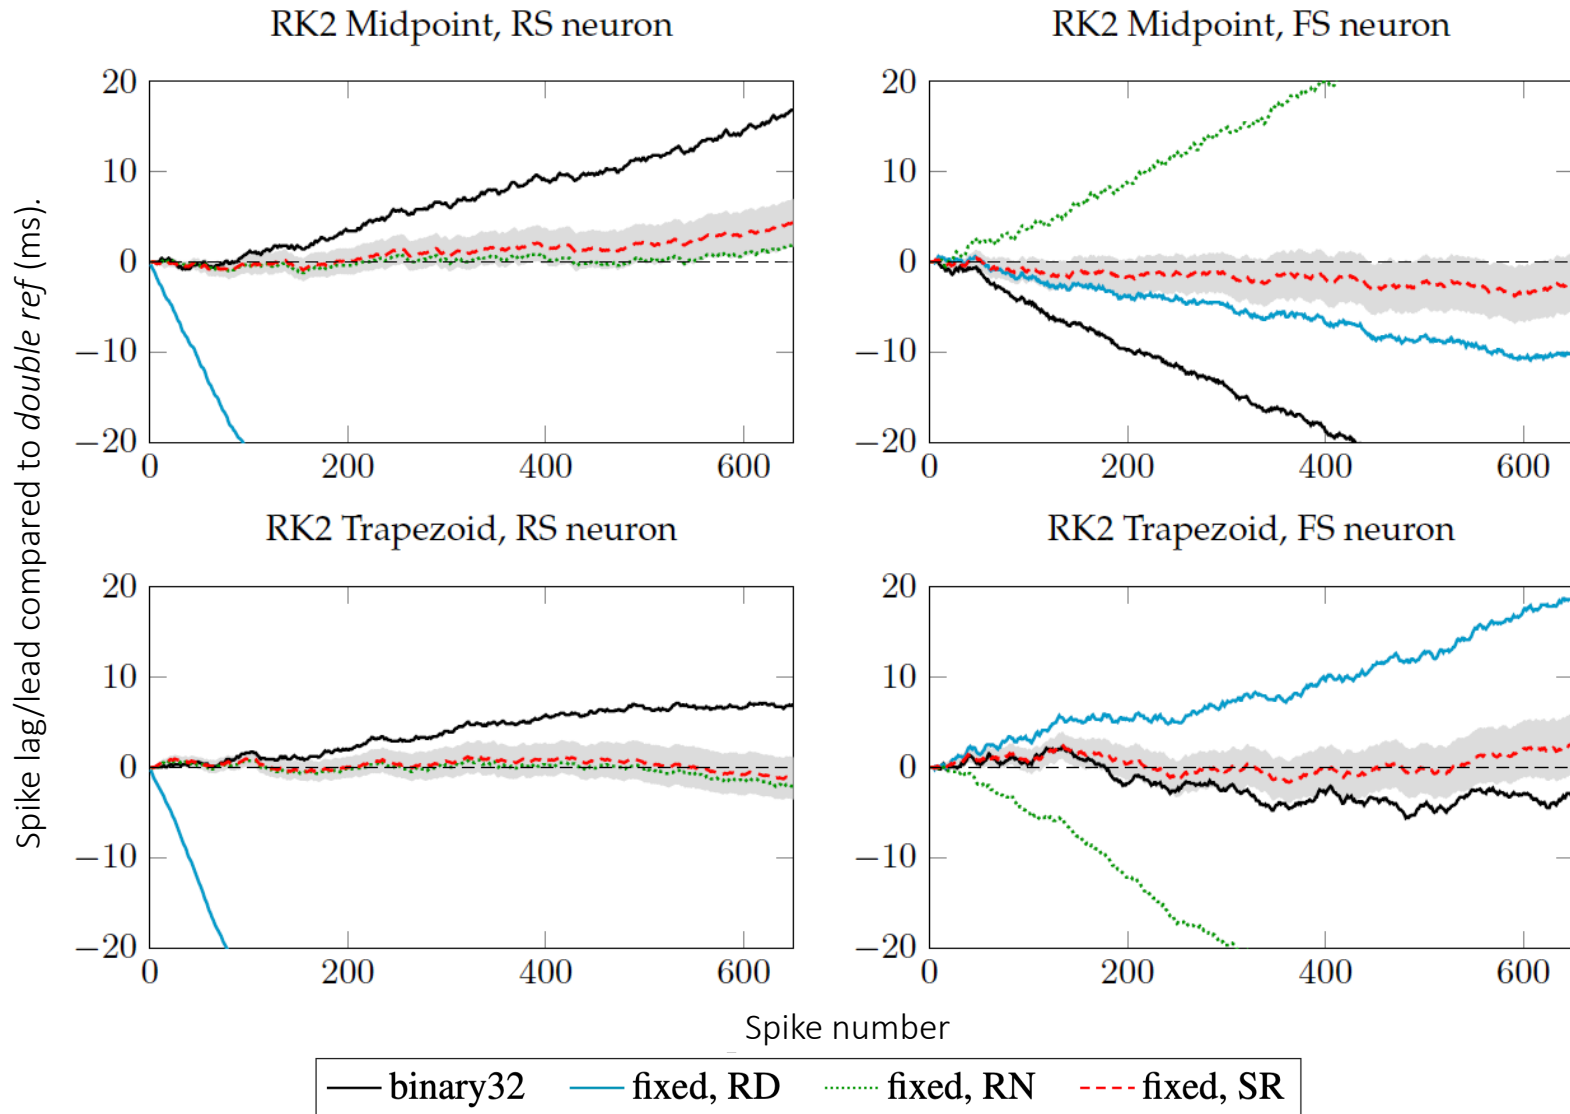 RK2 Midpoint, RS neuron
RK2 Midpoint, FS neuron
20
10
0
−10
−20
0 200 400 600
20
10
0
−10
−20
0 200 400 600
Spike lag/lead compared to double ref (ms).
RK2 Trapezoid, RS neuron
RK2 Trapezoid, FS neuron
20
10
0
−10
−20
0 200 400 600
20
10
0
−10
−20
0 200 400 600
Spike number
binary32 fixed, RD fixed, RN fixed, SR